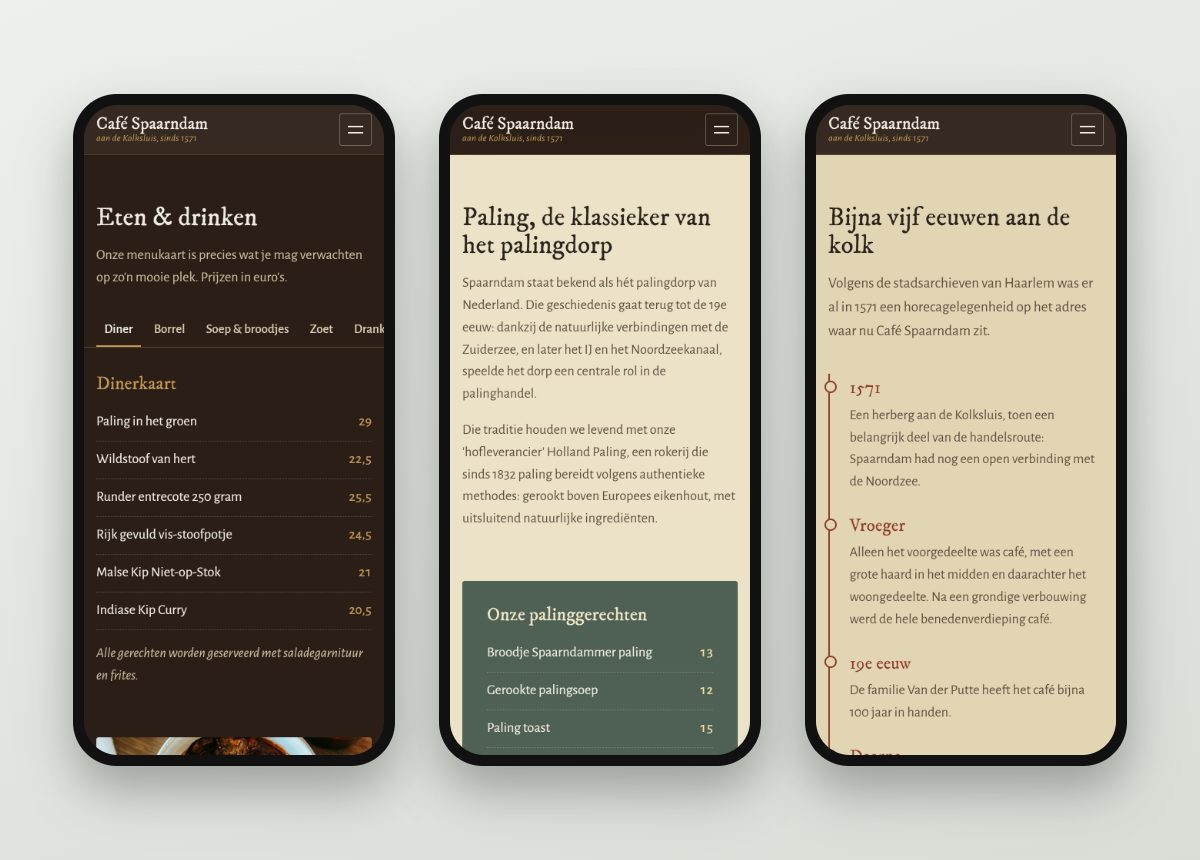 Café Spaarndam
aan de Kolksluis, sinds 1571
Eten & drinken
Onze menukaart is precies wat je mag verwachten
op zo'n mooie plek. Prijzen in euro's.
Diner Borrel Soep & broodjes Zoet Drank
Dinerkaart
Paling in het groen 29
Wildstoof van hert 22,5
Runder entrecote 250 gram 25,5
Rijk gevuld vis-stoofpotje 24,5
Malse Kip Niet-op-Stok 21
Indiase Kip Curry 20,5
Alle gerechten worden geserveerd met saladegarnituur
en frites.
Café Spaarndam
aan de Kolksluis, sinds 1571
Paling, de klassieker van
het palingdorp
Spaarndam staat bekend als hét palingdorp van
Nederland. Die geschiedenis gaat terug tot de 19e
eeuw: dankzij de natuurlijke verbindingen met de
Zuiderzee, en later het IJ en het Noordzeekanaal,
speelde het dorp een centrale rol in de
palinghandel.
Die traditie houden we levend met onze
'hofleverancier' Holland Paling, een rokerij die
sinds 1832 paling bereidt volgens authentieke
methodes: gerookt boven Europees eikenhout, met
uitsluitend natuurlijke ingrediënten.
Onze palinggerechten
Broodje Spaarndammer paling 13
Gerookte palingsoep 12
Paling toast 15
Café Spaarndam
aan de Kolksluis, sinds 1571
Bijna vijf eeuwen aan de
kolk
Volgens de stadsarchieven van Haarlem was er
al in 1571 een horecagelegenheid op het adres
waar nu Café Spaarndam zit.
1571
Een herberg aan de Kolksluis, toen een
belangrijk deel van de handelsroute:
Spaarndam had nog een open verbinding met
de Noordzee.
Vroeger
Alleen het voorgedeelte was café, met een
grote haard in het midden en daarachter het
woongedeelte. Na een grondige verbouwing
werd de hele benedenverdieping café.
19e eeuw
De familie Van der Putte heeft het café bijna
100 jaar in handen.